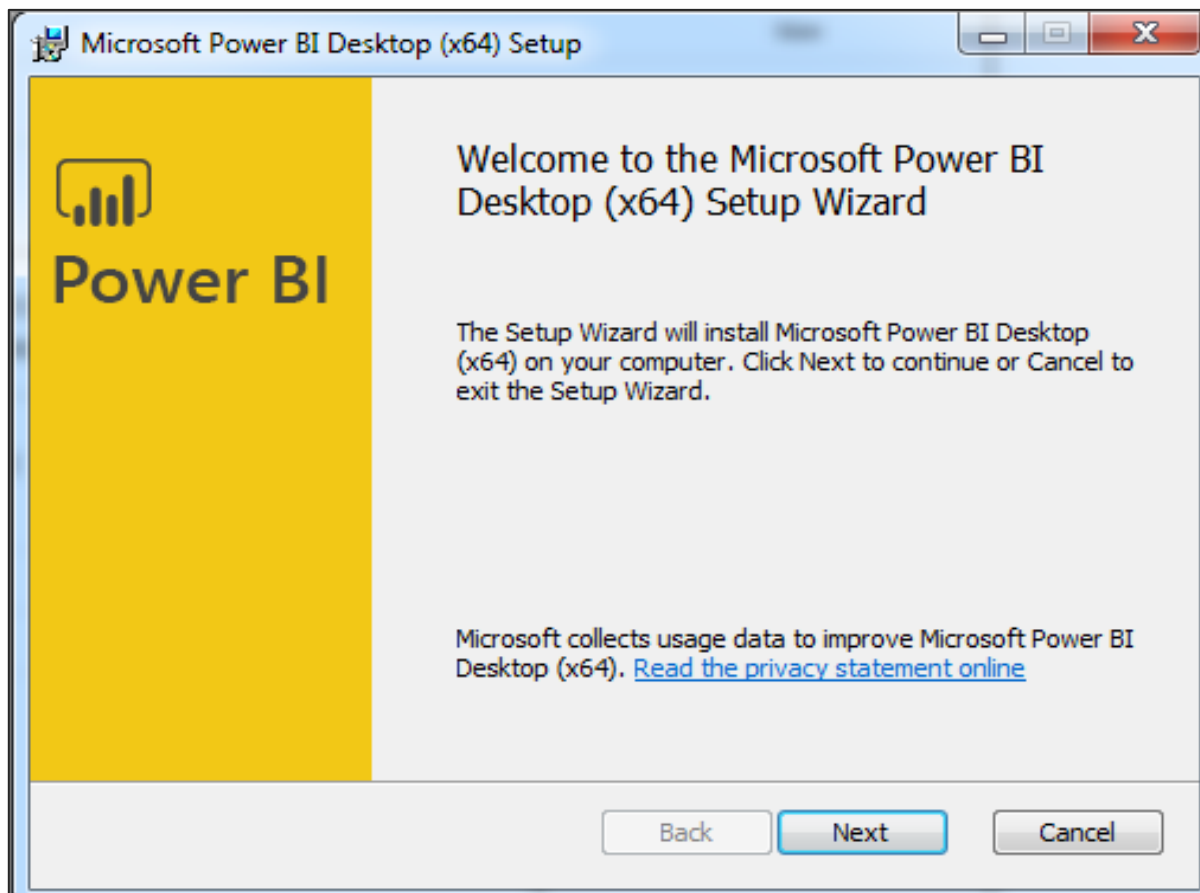 Microsoft Power BI Desktop (x64) Setup
Power BI
Welcome to the Microsoft Power BI
Desktop (x64) Setup Wizard
The Setup Wizard will install Microsoft Power BI Desktop
(x64) on your computer. Click Next to continue or Cancel to
exit the Setup Wizard.
Microsoft collects usage data to improve Microsoft Power BI
Desktop (x64). Read the privacy statement online
Back
Next
Cancel